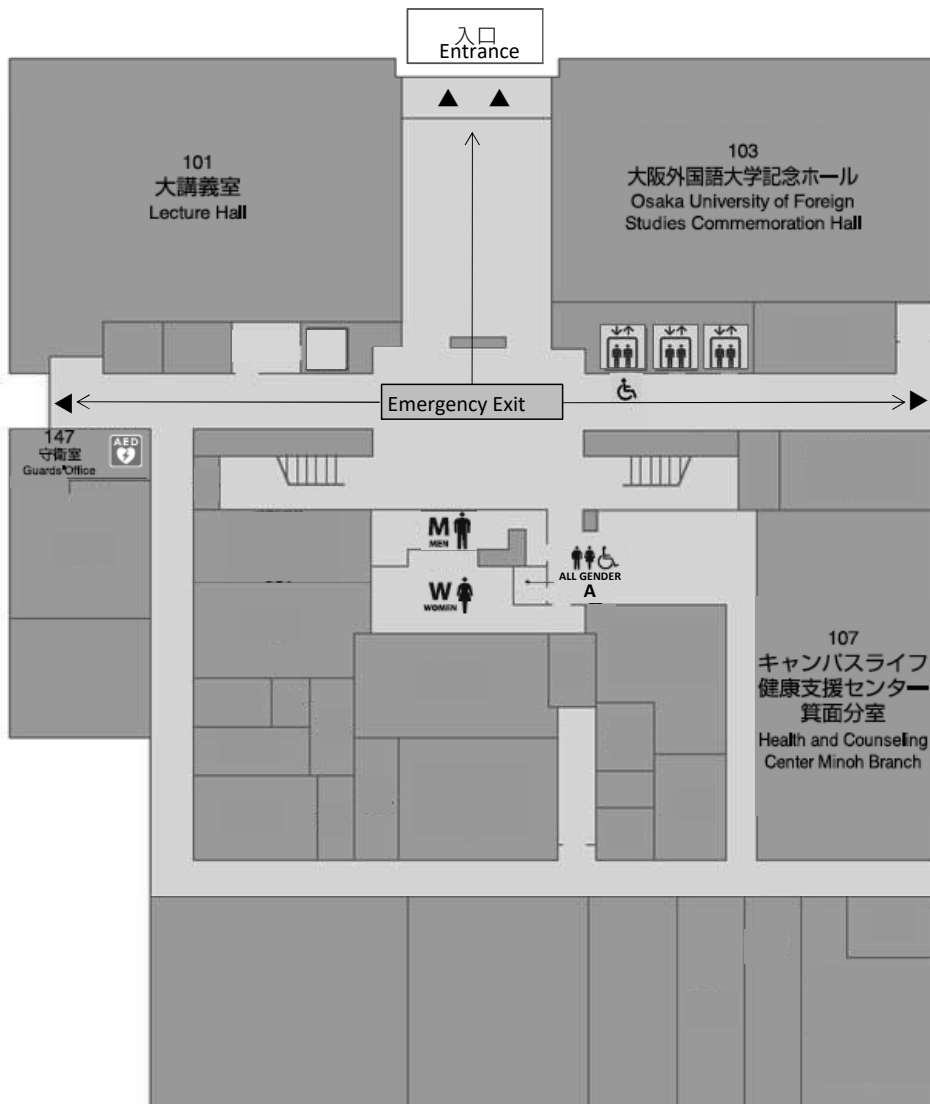 入口
Entrance
101
大講義室
Lecture Hall
103
大阪外国語大学記念ホール
Osaka University of Foreign
Studies Commemoration Hall
Emergency Exit
147
守衛室
Guards'Office
AED
M
MEN
W
WOMEN
ALL GENDER
A
107
キャンパスライフ
健康支援センター
箕面分室
Health and Counseling
Center Minoh Branch